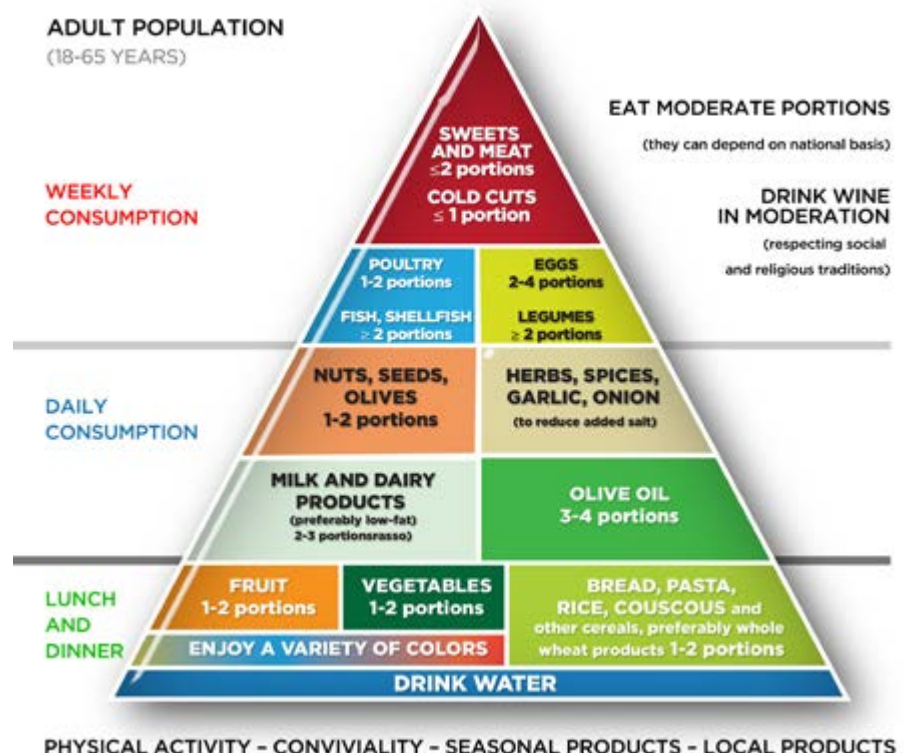 ADULT POPULATION
(18-65 YEARS)
EAT MODERATE PORTIONS
(they can depend on national basis)
DRINK WINE
IN MODERATION
(respecting social
and religious traditions)
WEEKLY
CONSUMPTION
SWEETS
AND MEAT
≤2 portions
COLD CUTS
≤ 1 portion
POULTRY
1-2 portions
FISH, SHELLFISH
≥ 2 portions
EGGS
2-4 portions
LEGUMES
≥ 2 portions
DAILY
CONSUMPTION
NUTS, SEEDS,
OLIVES
1-2 portions
HERBS, SPICES,
GARLIC, ONION
(to reduce added salt)
MILK AND DAIRY
PRODUCTS
(preferably low-fat)
2-3 portionsrasso)
OLIVE OIL
3-4 portions
LUNCH
AND
DINNER
FRUIT
1-2 portions
VEGETABLES
1-2 portions
ENJOY A VARIETY OF COLORS
BREAD, PASTA,
RICE, COUSCOUS and
other cereals, preferably whole
wheat products 1-2 portions
DRINK WATER
PHYSICAL ACTIVITY – CONVIVIALITY – SEASONAL PRODUCTS – LOCAL PRODUCTS